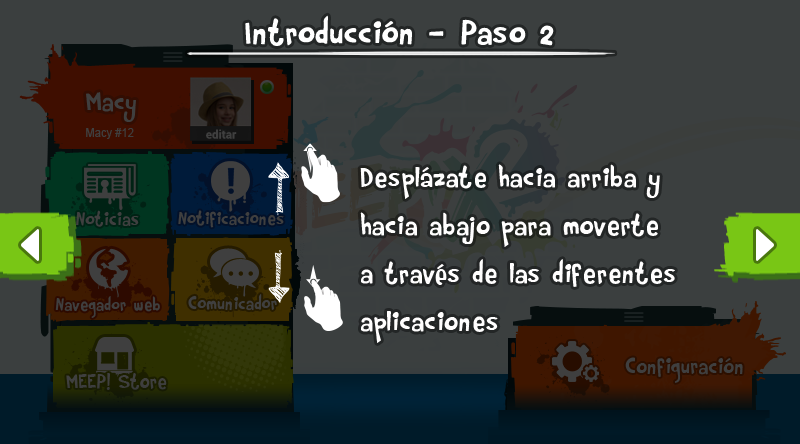 Introducción - Paso 2
Macy
Macy #12
editar
Noticias
Notificaciones
Navegador web
Comunicador
MEEP! Store
Desplázate hacia arriba y
hacia abajo para moverte
a través de las diferentes
aplicaciones
Configuración